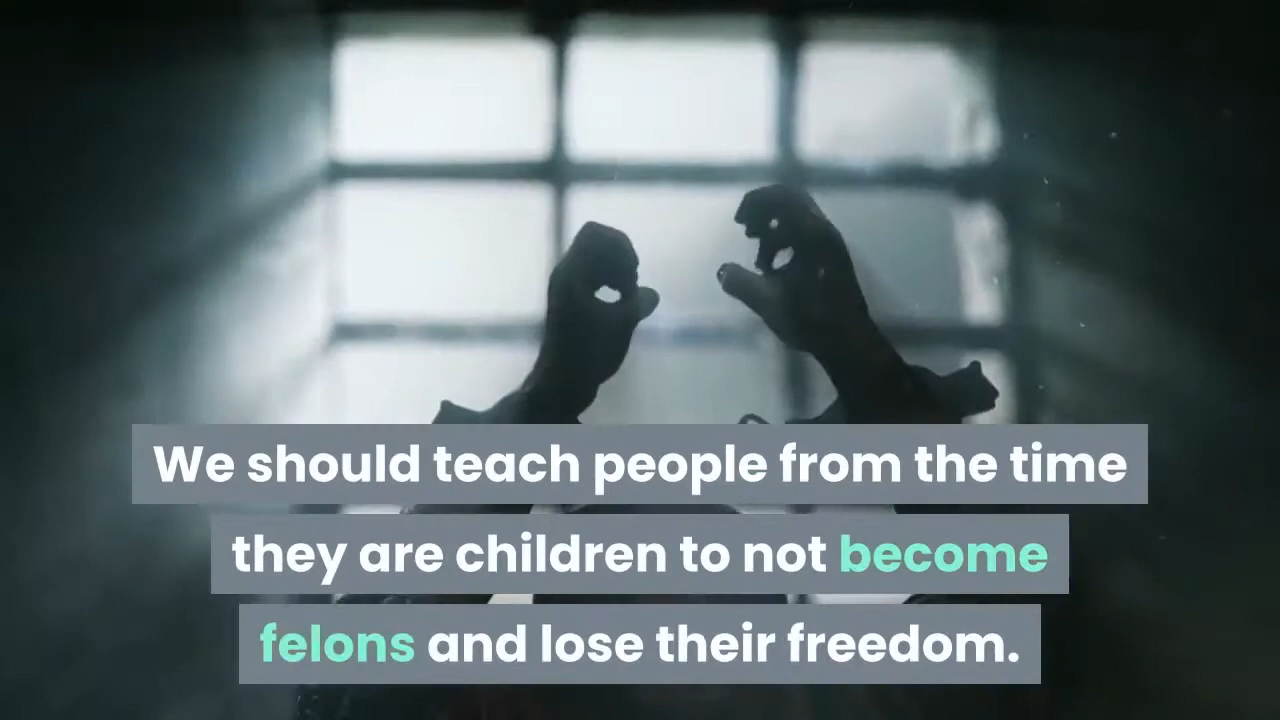 We should teach people from the time
they are children to not become
felons and lose their freedom.